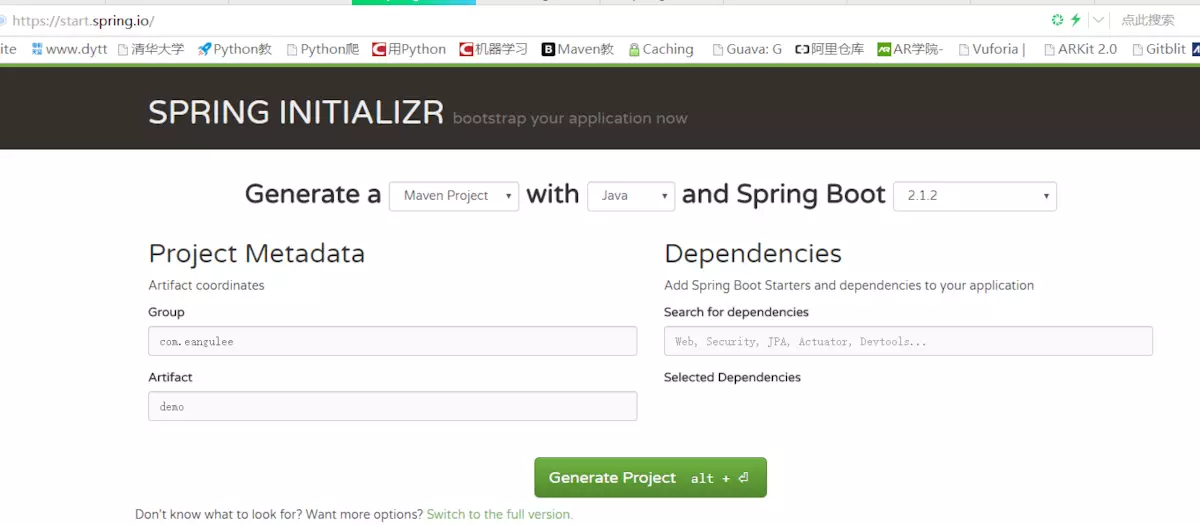 https://start.spring.io/ 点此搜索
ite www.dytt 清华大学 Python教 Python爬 用Python 机器学习 Maven教 Caching Guava: G 阿里仓库 AR学院- Vuforia | ARKit 2.0 Gitblit
SPRING INITIALIZR bootstrap your application now
Generate a Maven Project with Java and Spring Boot 2.1.2
Project Metadata
Artifact coordinates
Group
com.eangulee
Artifact
demo
Dependencies
Add Spring Boot Starters and dependencies to your application
Search for dependencies
Web, Security, JPA, Actuator, Devtools...
Selected Dependencies
Generate Project alt + ⏎
Don't know what to look for? Want more options? Switch to the full version.